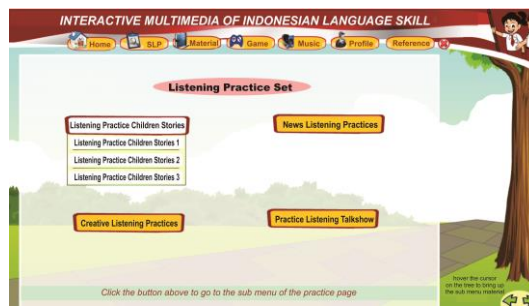 INTERACTIVE MULTIMEDIA OF INDONESIAN LANGUAGE SKILL
Home SLP Material Game Music Profile Reference
Listening Practice Set
Listening Practice Children Stories
Listening Practice Children Stories 1
Listening Practice Children Stories 2
Listening Practice Children Stories 3
News Listening Practices
Creative Listening Practices
Practice Listening Talkshow
Click the button above to go to the sub menu of the practice page
hover the cursor
on the tree to bring up
the sub menu material